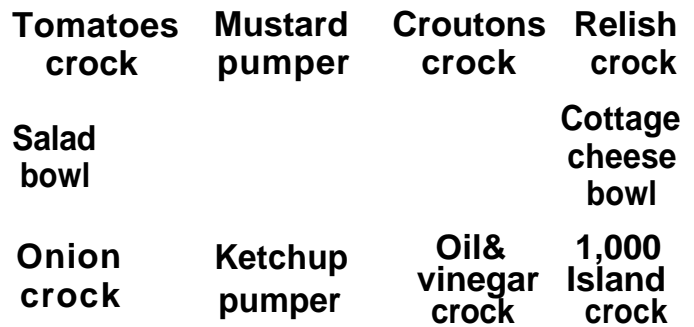 Tomatoes
crock
Mustard
pumper
Croutons
crock
Relish
crock
Salad
bowl
Cottage
cheese
bowl
Onion
crock
Ketchup
pumper
Oil&
vinegar
crock
1,000
Island
crock